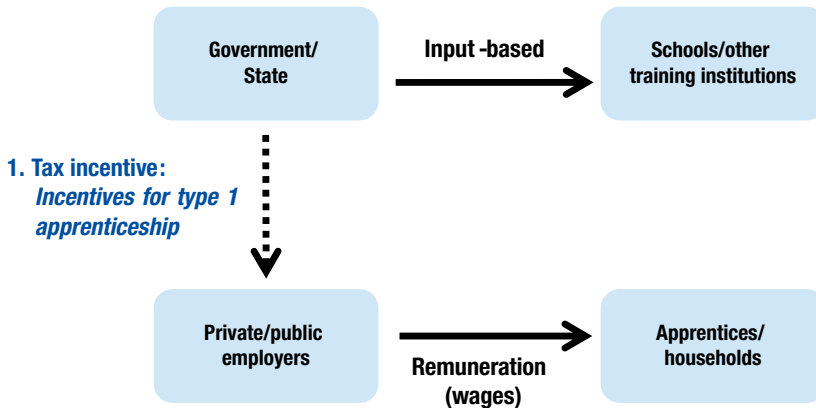 Government/
State
Input -based
Schools/other
training institutions
1. Tax incentive:
Incentives for type 1
apprenticeship
Private/public
employers
Remuneration
(wages)
Apprentices/
households